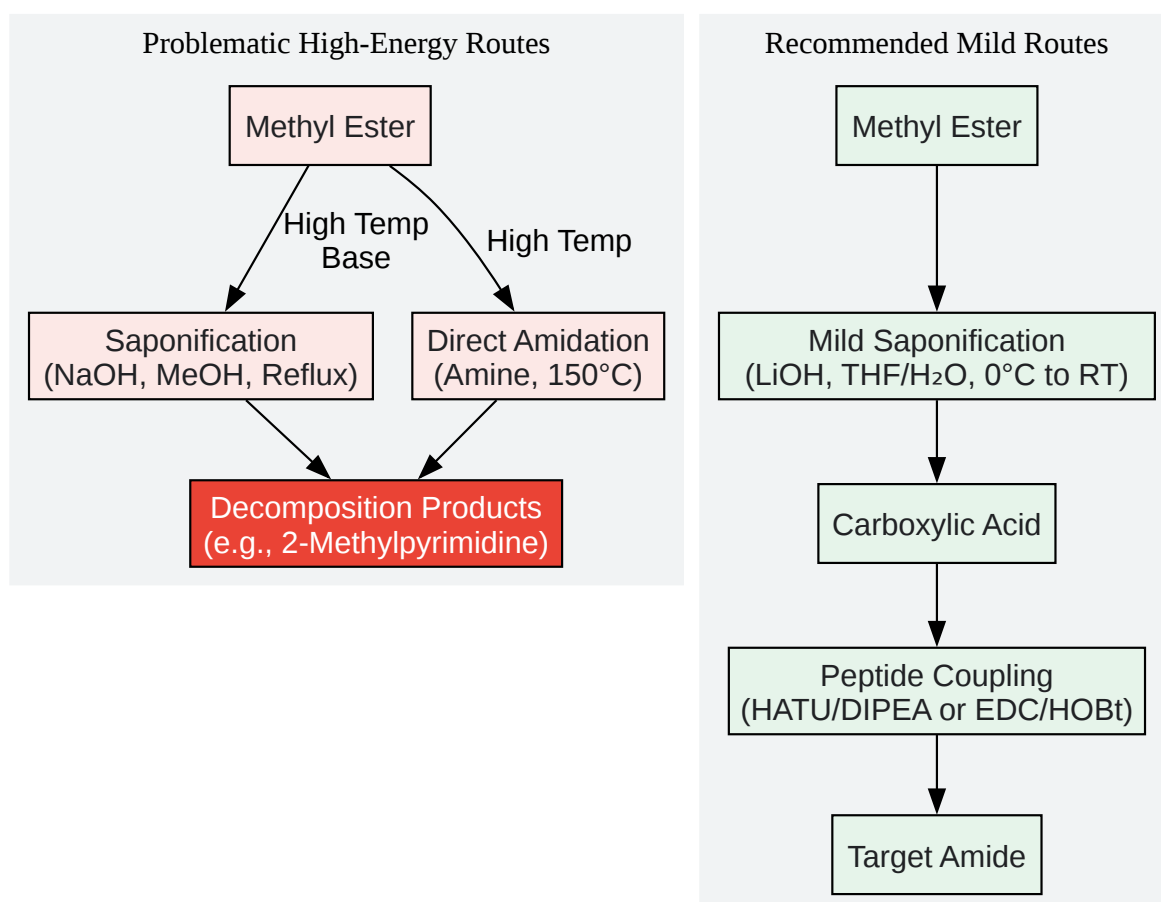 Problematic High-Energy Routes
Methyl Ester
High Temp
Base
High Temp
Saponification
(NaOH, MeOH, Reflux)
Direct Amidation
(Amine, 150°C)
Decomposition Products
(e.g., 2-Methylpyrimidine)
Recommended Mild Routes
Methyl Ester
Mild Saponification
(LiOH, THF/H₂O, 0°C to RT)
Carboxylic Acid
Peptide Coupling
(HATU/DIPEA or EDC/HOBt)
Target Amide